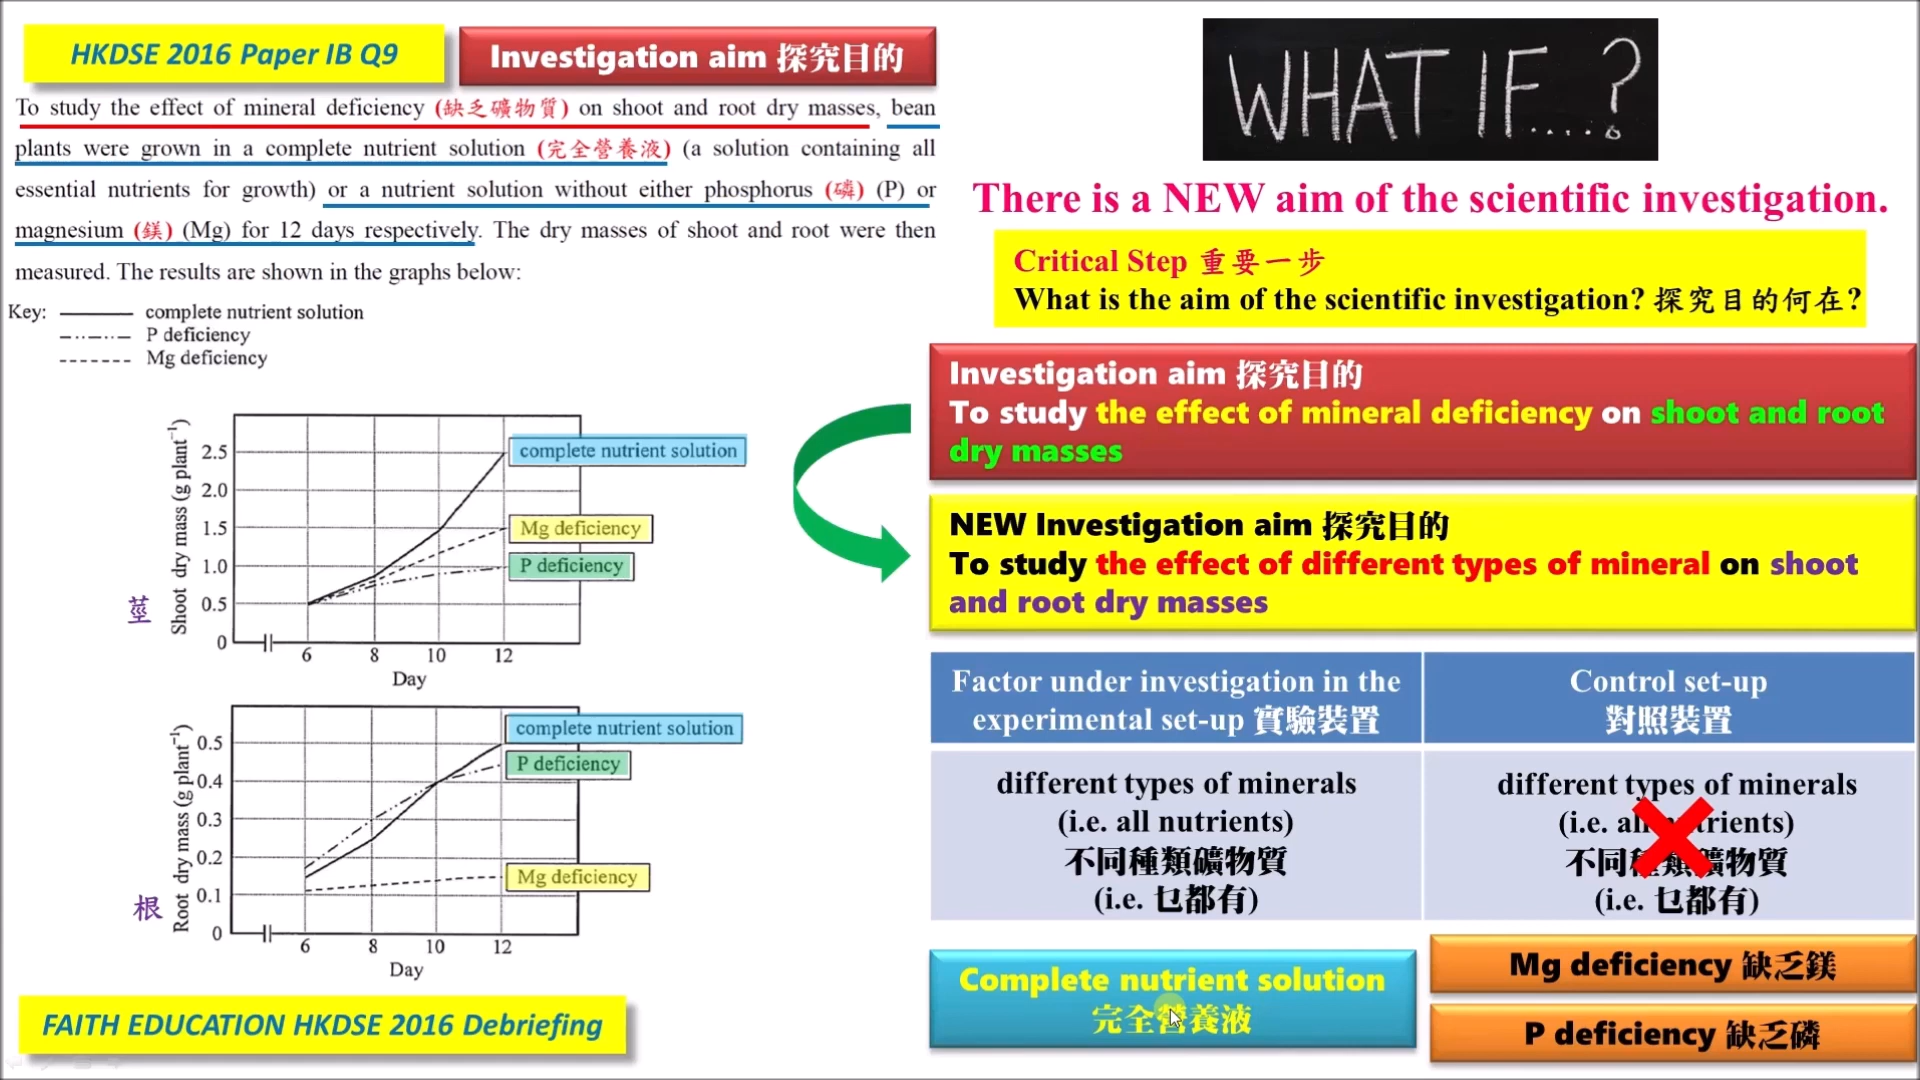 HKDSE 2016 Paper IB Q9
Investigation aim 探究目的
To study the effect of mineral deficiency (缺乏礦物質) on shoot and root dry masses, bean
plants were grown in a complete nutrient solution (完全營養液) (a solution containing all
essential nutrients for growth) or a nutrient solution without either phosphorus (磷) (P) or
magnesium (鎂) (Mg) for 12 days respectively. The dry masses of shoot and root were then
measured. The results are shown in the graphs below:
Key:
complete nutrient solution
P deficiency
Mg deficiency
莖
Shoot dry mass (g plant⁻¹)
2.5
2.0
1.5
1.0
0.5
0
6 8 10 12
Day
complete nutrient solution
Mg deficiency
P deficiency
根
Root dry mass (g plant⁻¹)
0.5
0.4
0.3
0.2
0.1
0
6 8 10 12
Day
complete nutrient solution
P deficiency
Mg deficiency
FAITH EDUCATION HKDSE 2016 Debriefing
WHAT IF....?
There is a NEW aim of the scientific investigation.
Critical Step 重要一步
What is the aim of the scientific investigation? 探究目的何在?
Investigation aim 探究目的
To study the effect of mineral deficiency on shoot and root
dry masses
NEW Investigation aim 探究目的
To study the effect of different types of mineral on shoot
and root dry masses
Factor under investigation in the
experimental set-up 實驗裝置
Control set-up
對照裝置
different types of minerals
(i.e. all nutrients)
不同種類礦物質
(i.e. 乜都有)
different types of minerals
(i.e. all nutrients)
不同種類礦物質
(i.e. 乜都有)
Complete nutrient solution
完全營養液
Mg deficiency 缺乏鎂
P deficiency 缺乏磷